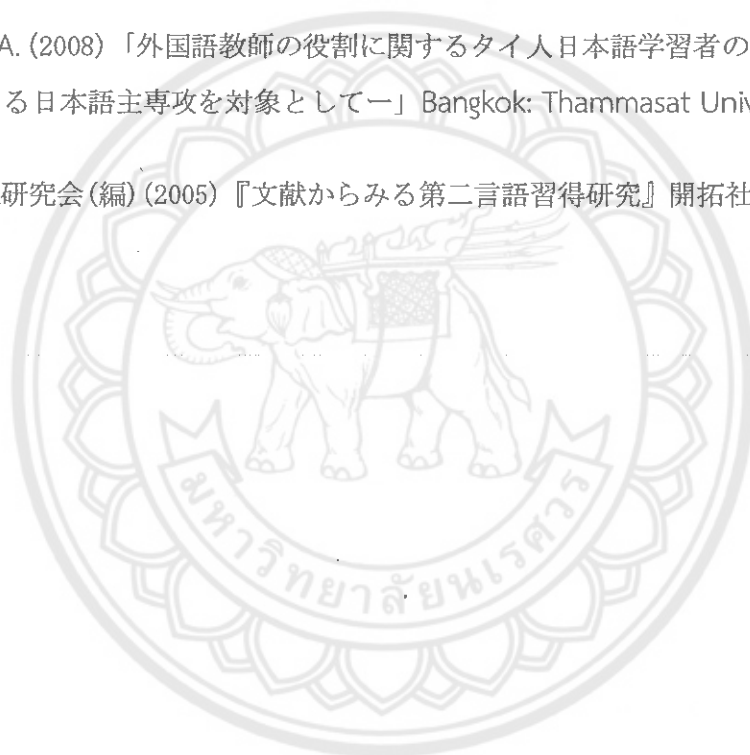 A. (2008) 「外国語教師の役割に関するタイ人日本語学習者の
る日本語主専攻を対象としてー」Bangkok: Thammasat Univ
研究会(編)(2005)『文献からみる第二言語習得研究』開拓社
มหาวิทยาลัยนเรศวร